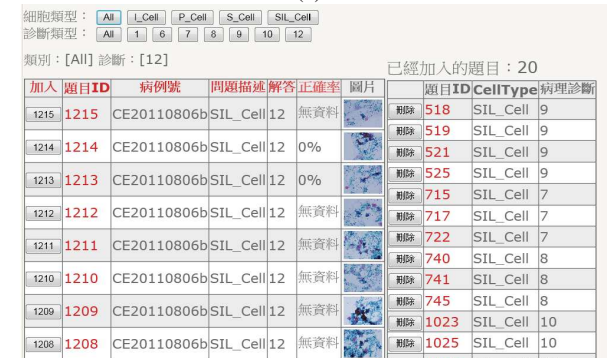 細胞類型： All I_Cell P_Cell S_Cell SIL_Cell
診斷類型： All 1 6 7 8 9 10 12
類別：[All] 診斷：[12]
加入 題目ID 病例號 問題描述 解答 正確率 圖片
1215 1215 CE20110806b SIL_Cell 12 無資料
1214 1214 CE20110806b SIL_Cell 12 0%
1213 1213 CE20110806b SIL_Cell 12 0%
1212 1212 CE20110806b SIL_Cell 12 無資料
1211 1211 CE20110806b SIL_Cell 12 無資料
1210 1210 CE20110806b SIL_Cell 12 無資料
1209 1209 CE20110806b SIL_Cell 12 無資料
1208 1208 CE20110806b SIL_Cell 12 無資料
已經加入的題目：20
題目ID CellType 病理診斷
刪除 518 SIL_Cell 9
刪除 519 SIL_Cell 9
刪除 521 SIL_Cell 9
刪除 525 SIL_Cell 9
刪除 715 SIL_Cell 7
刪除 717 SIL_Cell 7
刪除 722 SIL_Cell 7
刪除 740 SIL_Cell 8
刪除 741 SIL_Cell 8
刪除 745 SIL_Cell 8
刪除 1023 SIL_Cell 10
刪除 1025 SIL_Cell 10